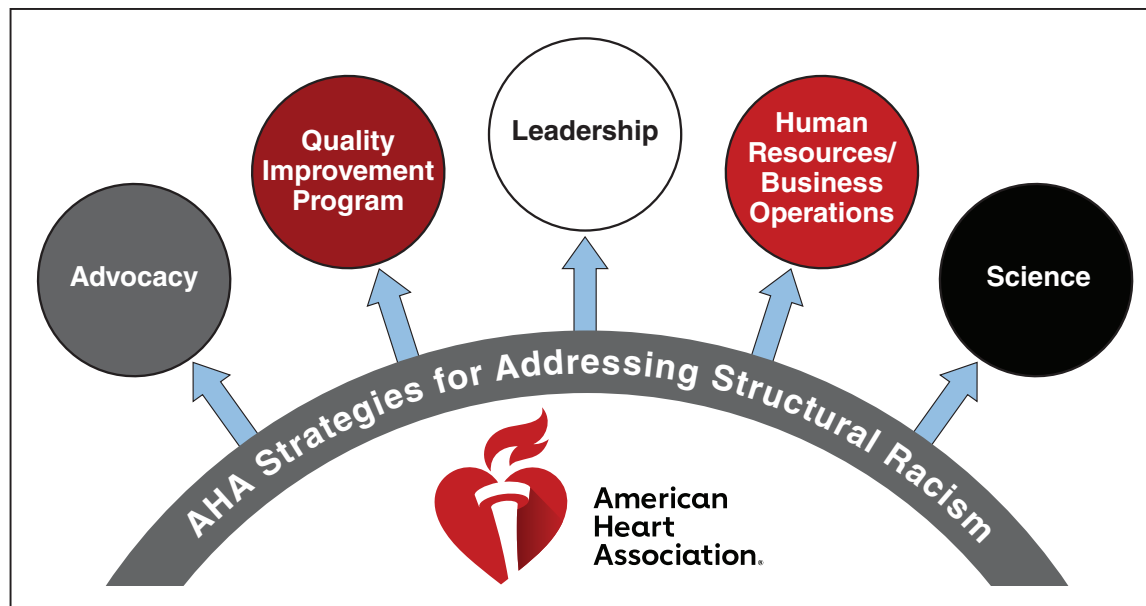 Leadership
Quality
Improvement
Program
Human
Resources/
Business
Operations
Advocacy
Science
AHA Strategies for Addressing Structural Racism
American
Heart
Association®